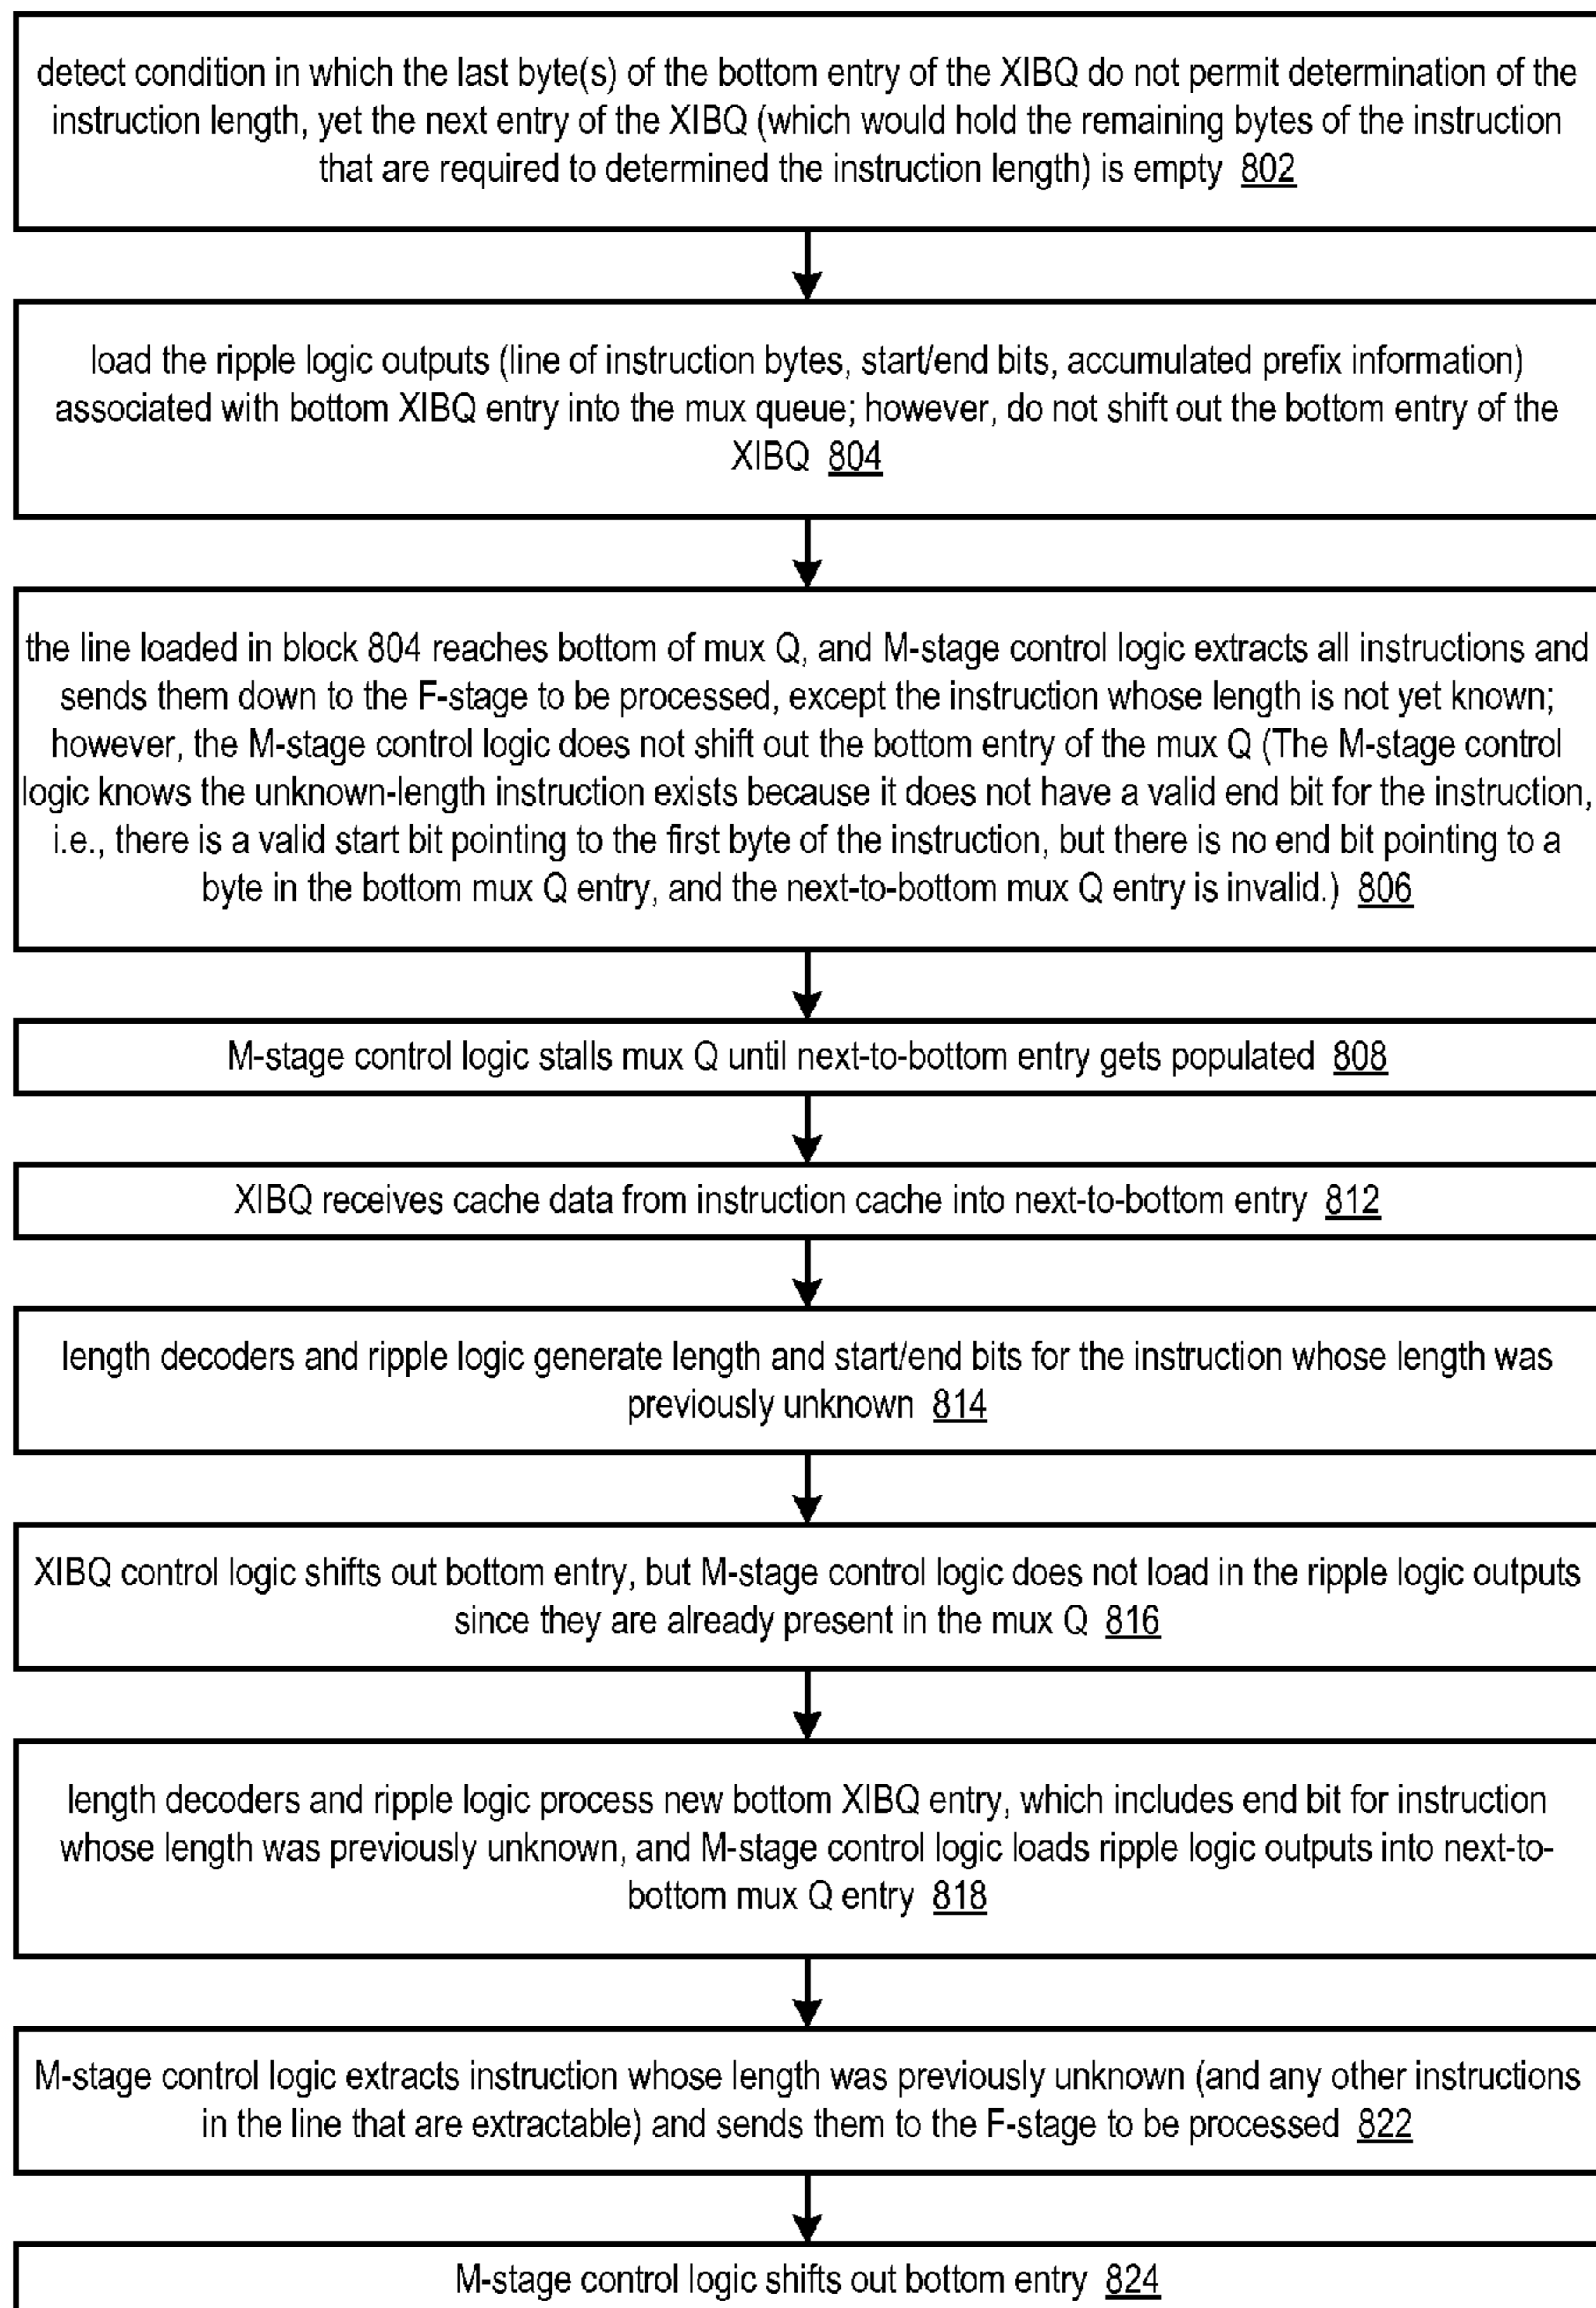 detect condition in which the last byte(s) of the bottom entry of the XIBQ do not permit determination of the
instruction length, yet the next entry of the XIBQ (which would hold the remaining bytes of the instruction
that are required to determined the instruction length) is empty 802
load the ripple logic outputs (line of instruction bytes, start/end bits, accumulated prefix information)
associated with bottom XIBQ entry into the mux queue; however, do not shift out the bottom entry of the
XIBQ 804
the line loaded in block 804 reaches bottom of mux Q, and M-stage control logic extracts all instructions and
sends them down to the F-stage to be processed, except the instruction whose length is not yet known;
however, the M-stage control logic does not shift out the bottom entry of the mux Q (The M-stage control
logic knows the unknown-length instruction exists because it does not have a valid end bit for the instruction,
i.e., there is a valid start bit pointing to the first byte of the instruction, but there is no end bit pointing to a
byte in the bottom mux Q entry, and the next-to-bottom mux Q entry is invalid.) 806
M-stage control logic stalls mux Q until next-to-bottom entry gets populated 808
XIBQ receives cache data from instruction cache into next-to-bottom entry 812
length decoders and ripple logic generate length and start/end bits for the instruction whose length was
previously unknown 814
XIBQ control logic shifts out bottom entry, but M-stage control logic does not load in the ripple logic outputs
since they are already present in the mux Q 816
length decoders and ripple logic process new bottom XIBQ entry, which includes end bit for instruction
whose length was previously unknown, and M-stage control logic loads ripple logic outputs into next-to-
bottom mux Q entry 818
M-stage control logic extracts instruction whose length was previously unknown (and any other instructions
in the line that are extractable) and sends them to the F-stage to be processed 822
M-stage control logic shifts out bottom entry 824